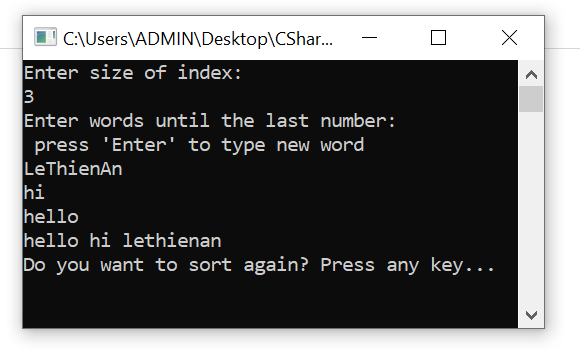 C:\Users\ADMIN\Desktop\CShar...
Enter size of index:
3
Enter words until the last number:
 press 'Enter' to type new word
LeThienAn
hi
hello
hello hi lethienan
Do you want to sort again? Press any key...